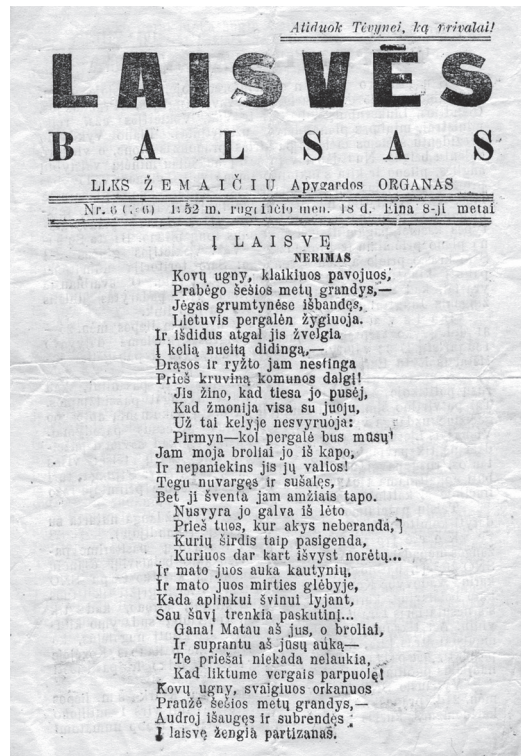 Atiduok Tėvynei, ką privalai!
LAISVĖS
BALSAS
LLKS ŽEMAIČIU Apygardos ORGANAS
Nr. 6 1952 m. rugpiučio men. 18 d. Eina 8-ji metai
Į LAISVĘ
NERIMAS
Kovų ugny, klaikiuos pavojuos,
Prabėgo šešios metų grandys,—
Jėgas grumtynėse išbandęs,
Lietuvis pergalėn žygiuoja.
Ir išdidus atgal jis žvelgia
Į kelią nueitą didingą,—
Drąsos ir ryžto jam nestinga
Prieš kruviną komunos dalgį!
Jis žino, kad tiesa jo pusėj,
Kad žmonija visa su juoju,
Už tai kelyje nesvyruoja:
Pirmyn—kol pergalė bus mūsų!
Jam moja broliai jo iš kapo,
Ir nepaniekins jis jų valios!
Tegu nuvargęs ir sušalęs,
Bet ji šventa jam amžiais tapo.
Nusvyra jo galva iš lėto
Prieš tuos, kur akys neberanda,
Kurių širdis taip pasigenda,
Kuriuos dar kart išvyst norėtų...
Ir mato juos auka kautynių,
Ir mato juos mirties glėbyje,
Kada aplinkui švinui lyjant,
Sau šūvį trenkia paskutinį...
Gana! Matau aš jus, o broliai,
Ir suprantu aš jūsų auką—
Te priešai niekada nelaukia,
Kad liktume vergais parpuolę!
Kovų ugny, svaigiuos orkanuos
Praūžė šešios metų grandys,—
Audroj išaugęs ir subrendęs
Į laisvę žengia partizanas.